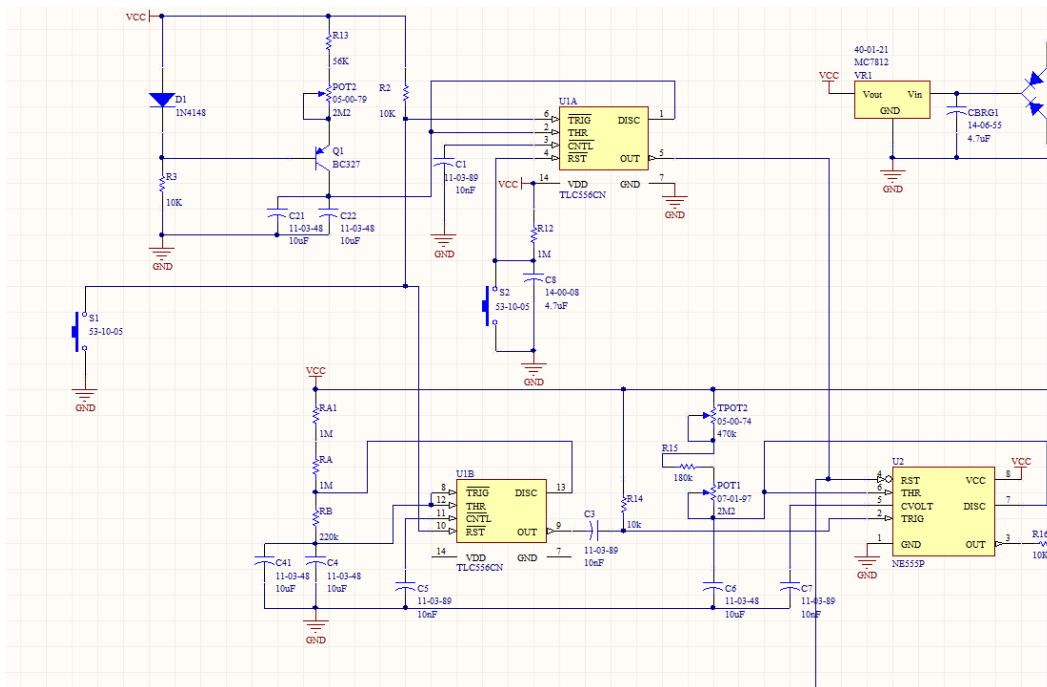 VCC
R13
56K
POT2
05-00-79
2M2
R2
10K
D1
1N4148
Q1
BC327
R3
10K
C21
11-03-48
10uF
C22
11-03-48
10uF
GND
C1
11-03-89
10nF
GND
U1A
6
TRIG
DISC
1
2
THR
3
CNTL
4
RST
OUT
5
VCC
14
VDD
GND
7
TLC556CN
GND
R12
1M
C8
14-00-08
4.7uF
S2
53-10-05
GND
40-01-21
MC7812
VR1
VCC
Vout
Vin
GND
CBRG1
14-06-55
4.7uF
GND
S1
53-10-05
GND
VCC
RA1
1M
RA
1M
RB
220k
C41
11-03-48
10uF
C4
11-03-48
10uF
GND
U1B
8
TRIG
DISC
13
12
THR
11
CNTL
10
RST
OUT
9
14
VDD
GND
7
TLC556CN
C5
11-03-89
10nF
C3
11-03-89
10nF
R14
10k
TPOT2
05-00-74
470k
R15
180k
POT1
07-01-97
2M2
C6
11-03-48
10uF
C7
11-03-89
10nF
U2
VCC
4
RST
VCC
8
6
THR
5
CVOLT
DISC
7
2
TRIG
1
GND
OUT
3
GND
NE555P
R16
10K